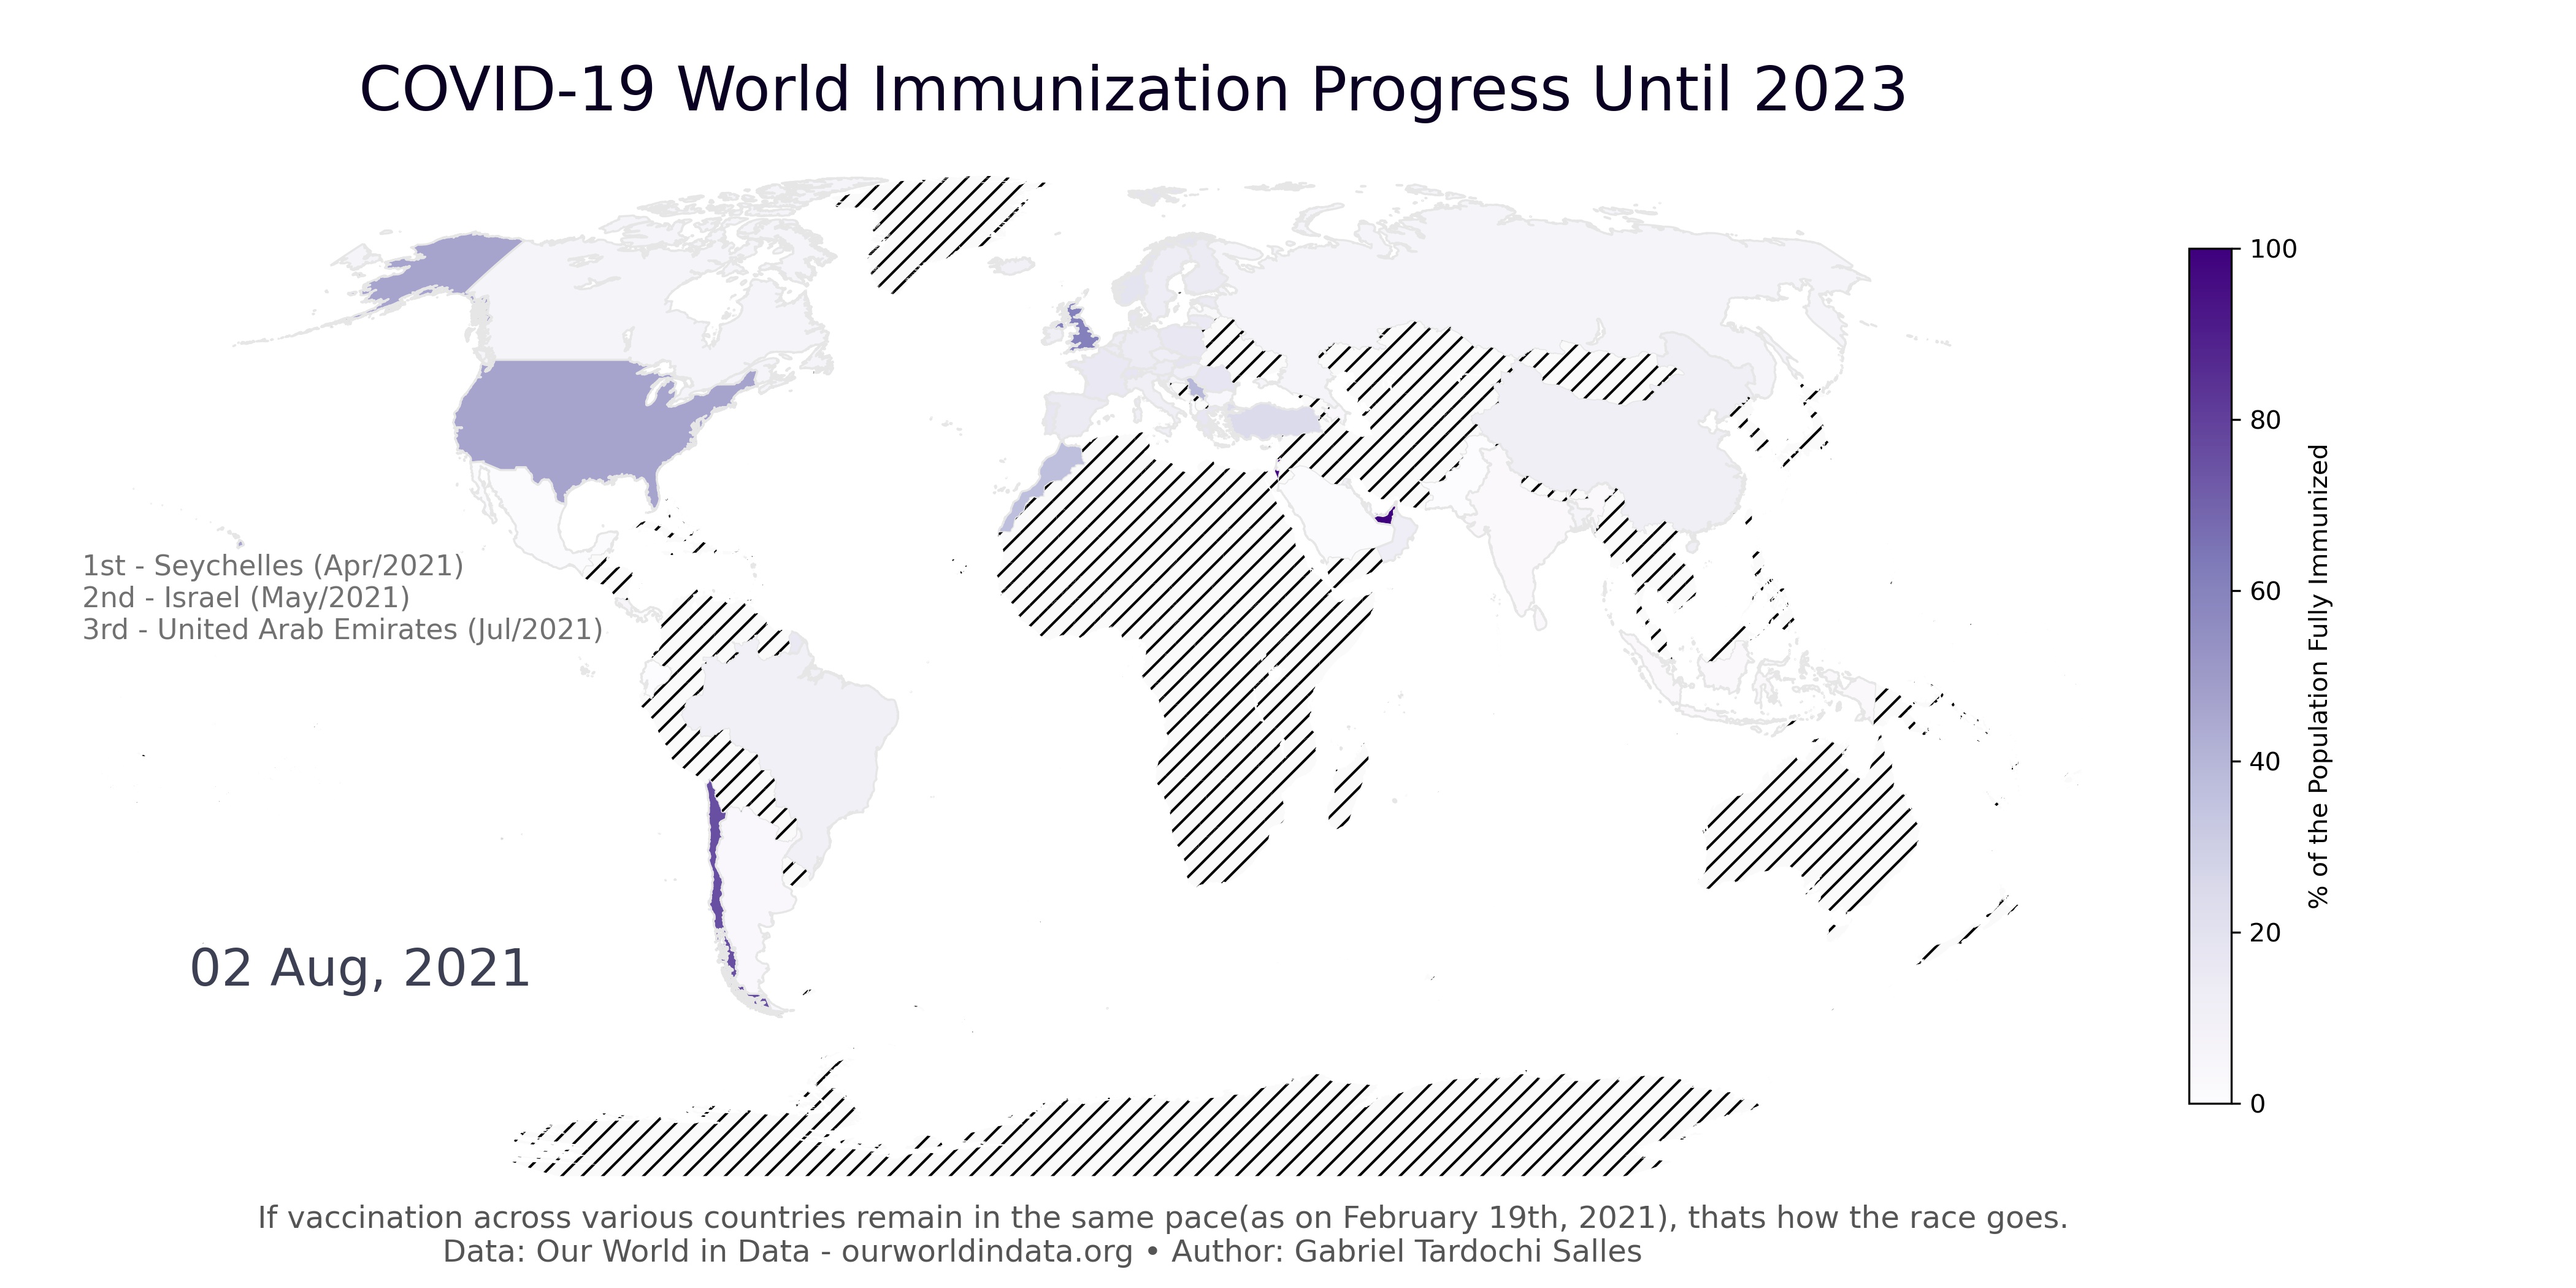 COVID-19 World Immunization Progress Until 2023
1st - Seychelles (Apr/2021)
2nd - Israel (May/2021)
3rd - United Arab Emirates (Jul/2021)
02 Aug, 2021
100
80
60
40
20
0
% of the Population Fully Immunized
If vaccination across various countries remain in the same pace(as on February 19th, 2021), thats how the race goes.
Data: Our World in Data - ourworldindata.org • Author: Gabriel Tardochi Salles